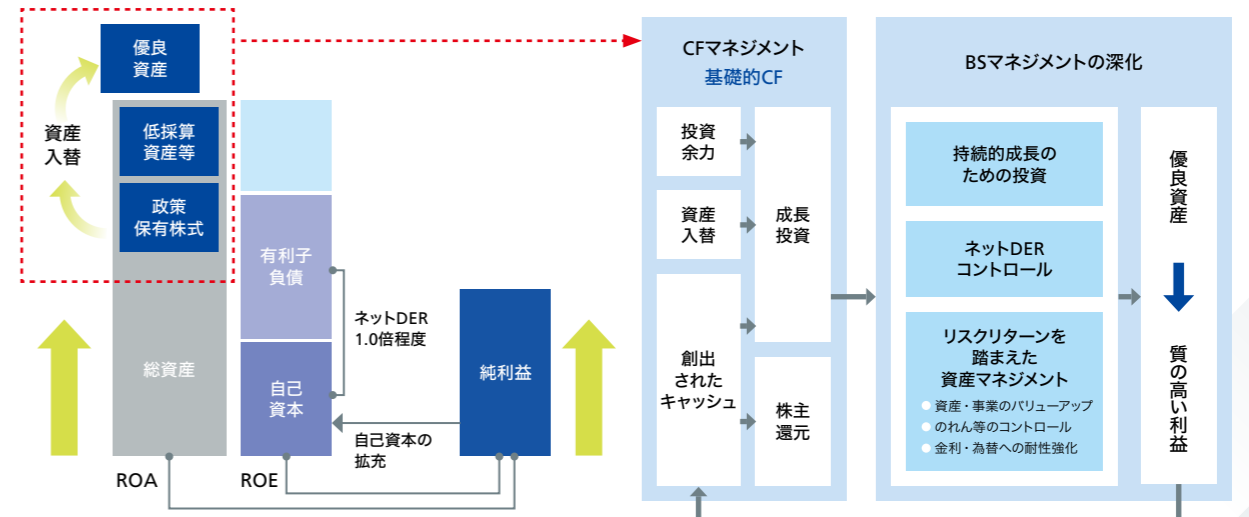 優良
資産
資産
入替
低採算
資産等
政策
保有株式
総資産
有利子
負債
自己
資本
ネットDER
1.0倍程度
純利益
自己資本の
拡充
ROA
ROE
CFマネジメント
基礎的CF
投資
余力
資産
入替
創出
された
キャッシュ
成長
投資
株主
還元
BSマネジメントの深化
持続的成長の
ための投資
ネットDER
コントロール
リスクリターンを
踏まえた
資産マネジメント
資産・事業のバリューアップ
のれん等のコントロール
金利・為替への耐性強化
優良資産
質の高い利益